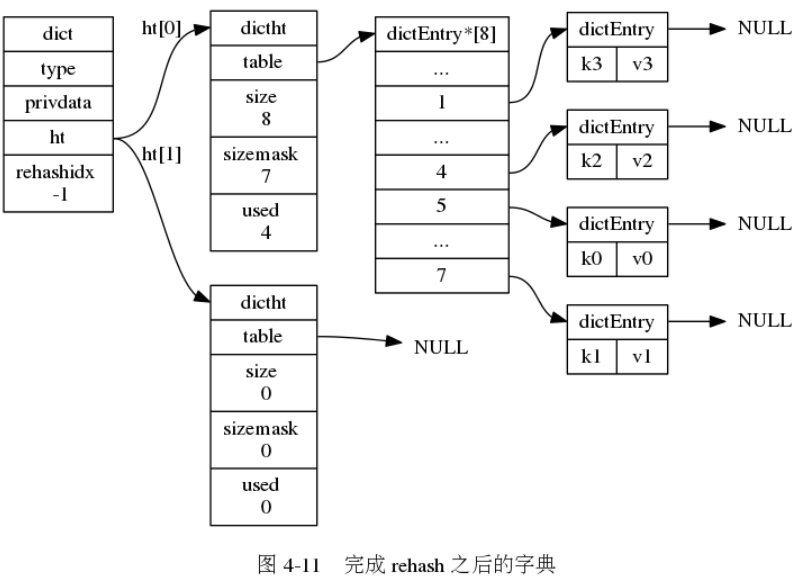 dict
type
privdata
ht
rehashidx
-1
ht[0]
ht[1]
dictht
table
size
8
sizemask
7
used
4
dictht
table
size
0
sizemask
0
used
0
NULL
dictEntry*[8]
...
1
...
4
5
...
7
dictEntry
k3 v3
NULL
dictEntry
k2 v2
NULL
dictEntry
k0 v0
NULL
dictEntry
k1 v1
NULL
图 4-11 完成 rehash 之后的字典